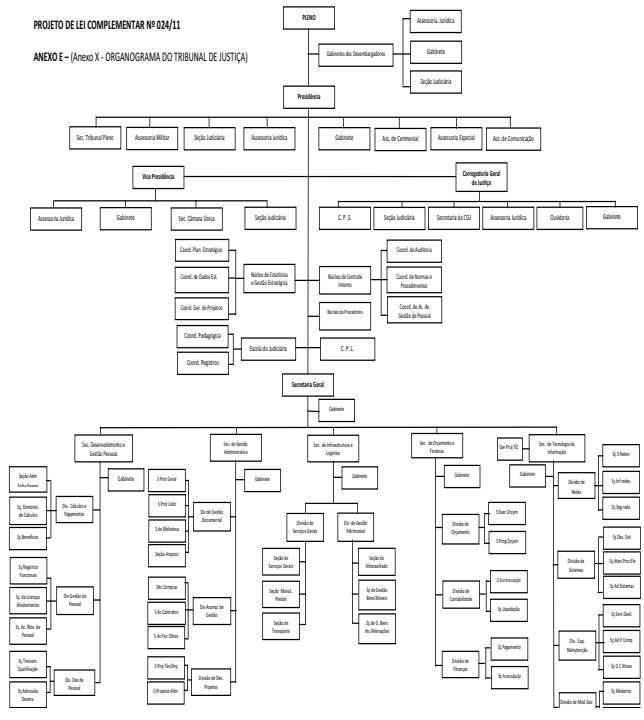 PROJETO DE LEI COMPLEMENTAR Nº 024/11
ANEXO E – (Anexo X - ORGANOGRAMA DO TRIBUNAL DE JUSTIÇA)
PLENO
Gabinetes dos Desembargadores
Assessoria. Jurídica
Gabinete
Seção Judiciária
Presidência
Sec. Tribunal Pleno
Assessoria Militar
Seção Judiciária
Assessoria Jurídica
Gabinete
Ass. de Cerimonial
Assessoria Especial
Ass. de Comunicação
Vice Presidência
Corregedoria Geral
de Justiça
Assessoria Jurídica
Gabinete
Sec. Câmara Única
Seção Judiciária
C. P. S.
Seção Judiciária
Secretaria da CGJ
Assessoria Jurídica
Ouvidoria
Gabinete
Coord. Plan. Estratégico
Coord. de Dados Est.
Coord. Ger. de Projetos
Núcleo de Estatística
e Gestão Estratégica
Núcleo de Controle
Interno
Coord. de Auditoria
Coord. de Normas e
Procedimentos
Coord. de Ac. de
Gestão de Pessoal
Núcleo de Precatórios
Coord. Pedagógica
Coord. Registros
Escola do Judiciário
C. P. L.
Secretaria Geral
Gabinete
Sec. Desenvolvimento e
Gestão Pessoas
Gabinete
Seção Adm
Div. Cálculos e
Pagamentos
Sç. Demonst.
de Cálculos
Sç Benefícios
Sç Registros
Funcionais
Sç. de Licenças
Afastamentos
Sç. Ac. Mov. de
Pessoal
Div Gestão de
Pessoal
Sç Treinam.
Qualificação
Sç Admissão
Desenv.
Div. Des de
Pessoal
Sec. de Gestão
Administrativa
Gabinete
S Prot Geral
S Prot Judic
S de Biblioteca
Seção Arquivo
Div de Gestão
Documental
SAc Compras
S Ac Contratos
S Ac Fisc Obras
Div Acomp. de
Gestão
S Proj Téc/Arq
S Projetos Adm
Divisão de Des.
Projetos
Sec. de Infraestrutura e
Logística
Gabinete
Divisão de
Serviços Gerais
Div. de Gestão
Patrimonial
Seção de
Serviços Gerais
Seção Manut.
Predial
Seção de
Transporte
Seção de
Almoxarifado
Sç de Gestão
Bens Móveis
Sç de G. Bens
Im./Alienações
Sec. de Orçamento e
Finanças
Gabinete
Divisão de
Orçamento
S Exec Orçam
S Prog Orçam
Divisão de
Contabilidade
S Escrituração
Sç Liquidação
Divisão de
Finanças
Sç Pagamento
Sç Arrecadação
Ger Proj TIC
Sec. de Tecnologia da
Informação
Gabinete
Divisão de
Redes
Sç S Redes
Sç Inf redes
Sç Seg rede
Divisão de
Sistemas
Sç Des. Sist
Sç Atem Proc Ele
Sç Ad Sistemas
Div. Sup.
Manutenção
Sç Serv Desk
Sç Ad P Comp
Sç G C Ativos
Divisão de Mod Gov
Sç Moderniz